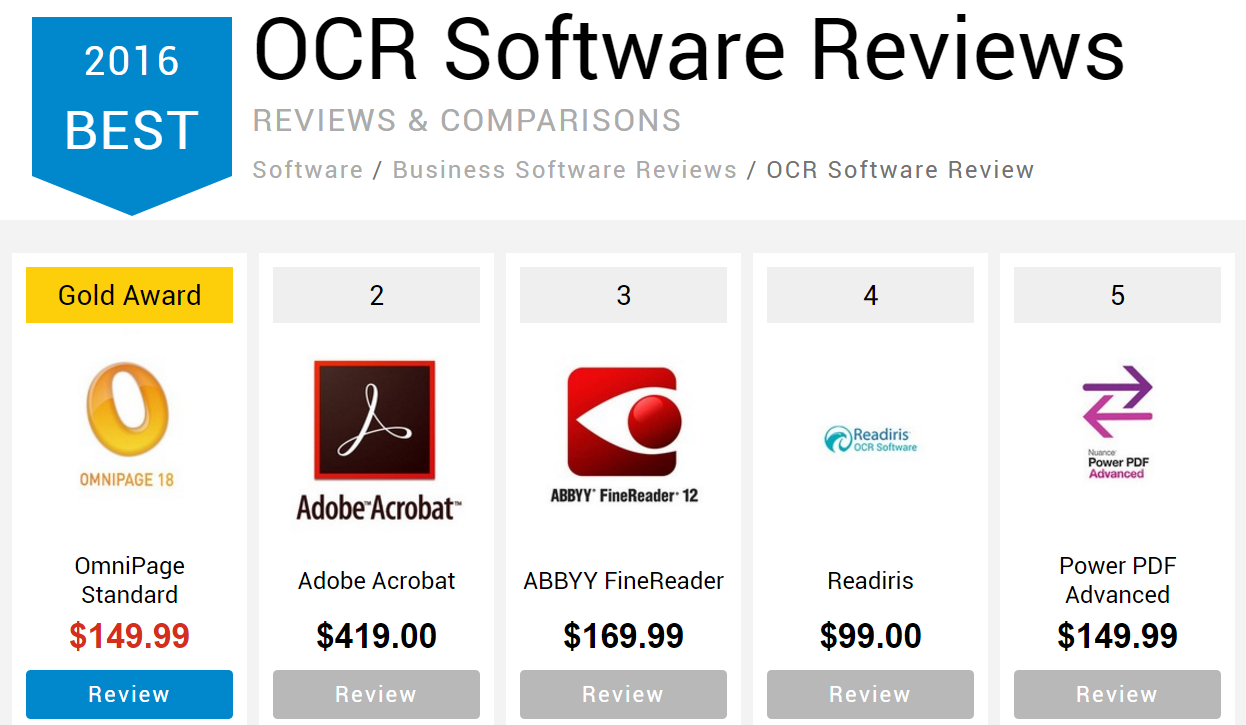 2016
BEST
OCR Software Reviews
REVIEWS & COMPARISONS
Software / Business Software Reviews / OCR Software Review
Gold Award
OMNIPAGE 18
OmniPage
Standard
$149.99
Review
2
Adobe™Acrobat™
Adobe Acrobat
$419.00
Review
3
ABBYY® FineReader® 12
ABBYY FineReader
$169.99
Review
4
Readiris
OCR Software
Readiris
$99.00
Review
5
Nuance®
Power PDF
Advanced
Power PDF
Advanced
$149.99
Review